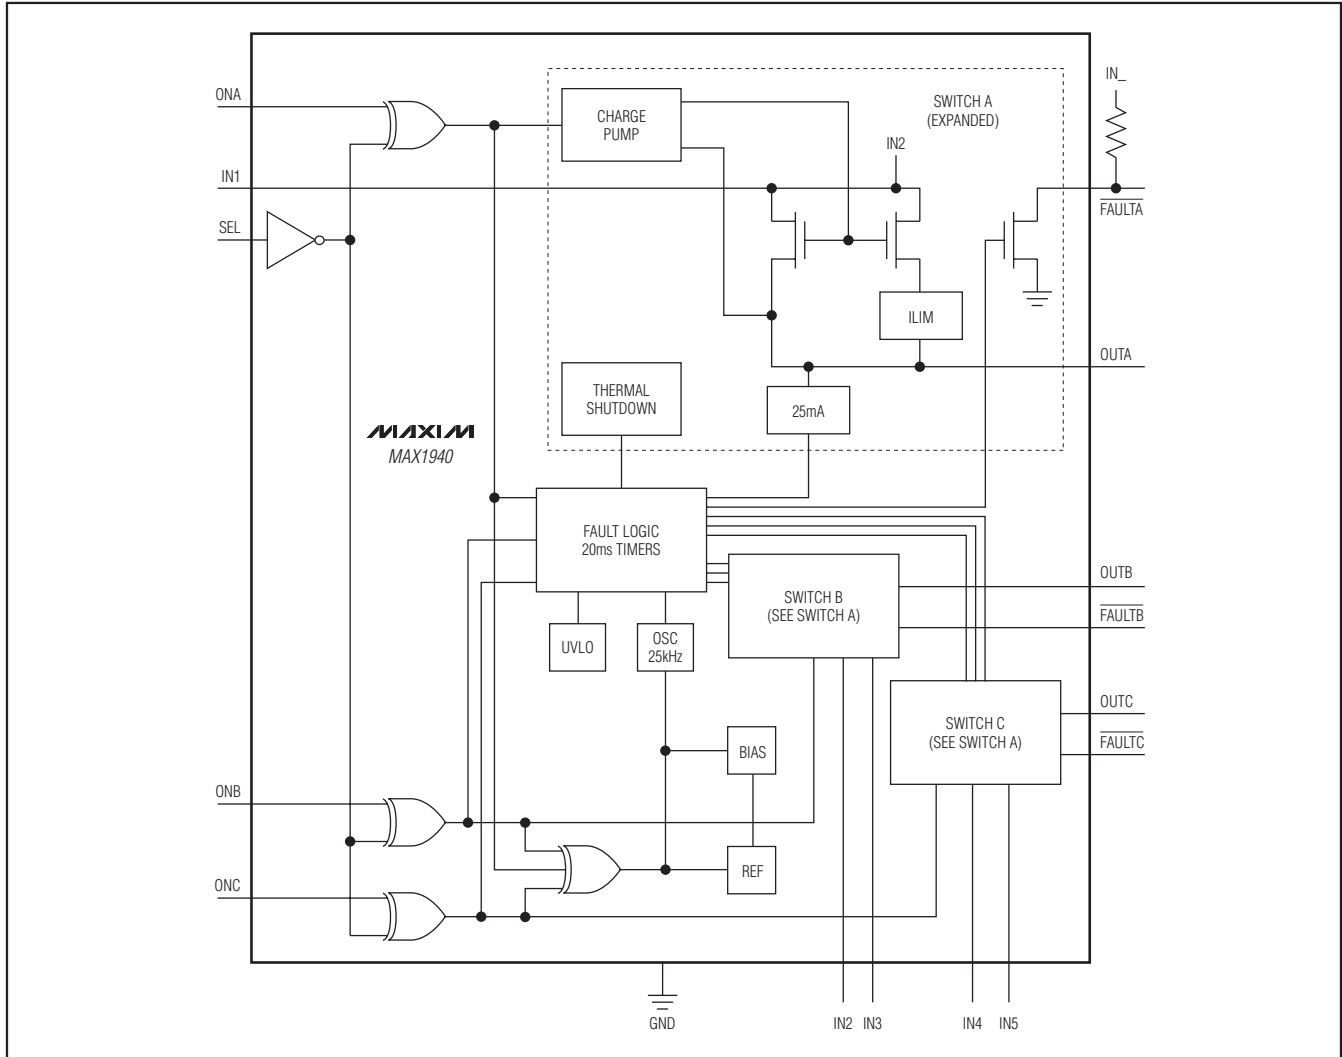 IN_
ONA
CHARGE
PUMP
SWITCH A
(EXPANDED)
IN2
IN1
FAULTA
SEL
ILIM
OUTA
THERMAL
SHUTDOWN
25mA
MAXIM
MAX1940
FAULT LOGIC
20ms TIMERS
OUTB
SWITCH B
(SEE SWITCH A)
FAULTB
UVLO
OSC
25kHz
OUTC
SWITCH C
(SEE SWITCH A)
FAULTC
BIAS
ONB
REF
ONC
GND
IN2
IN3
IN4
IN5